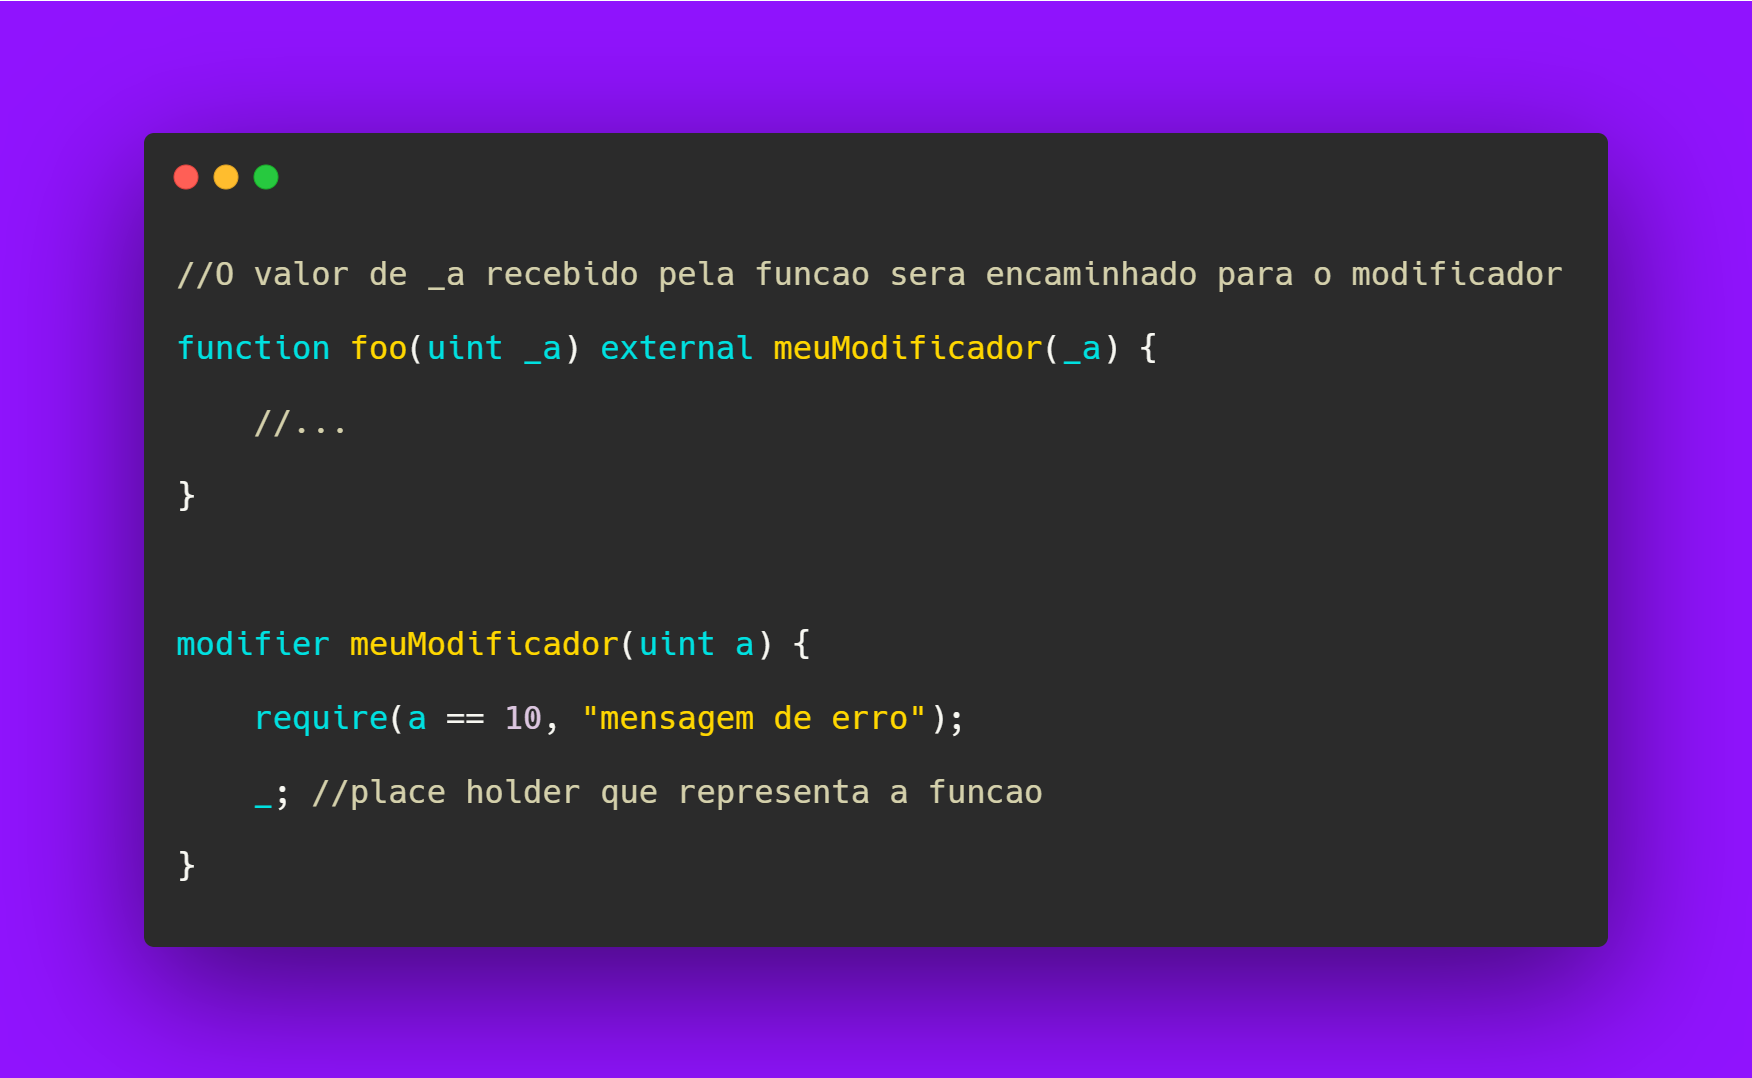 //O valor de _a recebido pela funcao sera encaminhado para o modificador
function foo(uint _a) external meuModificador(_a) {
    //...
}
modifier meuModificador(uint a) {
    require(a == 10, "mensagem de erro");
    _; //place holder que representa a funcao
}